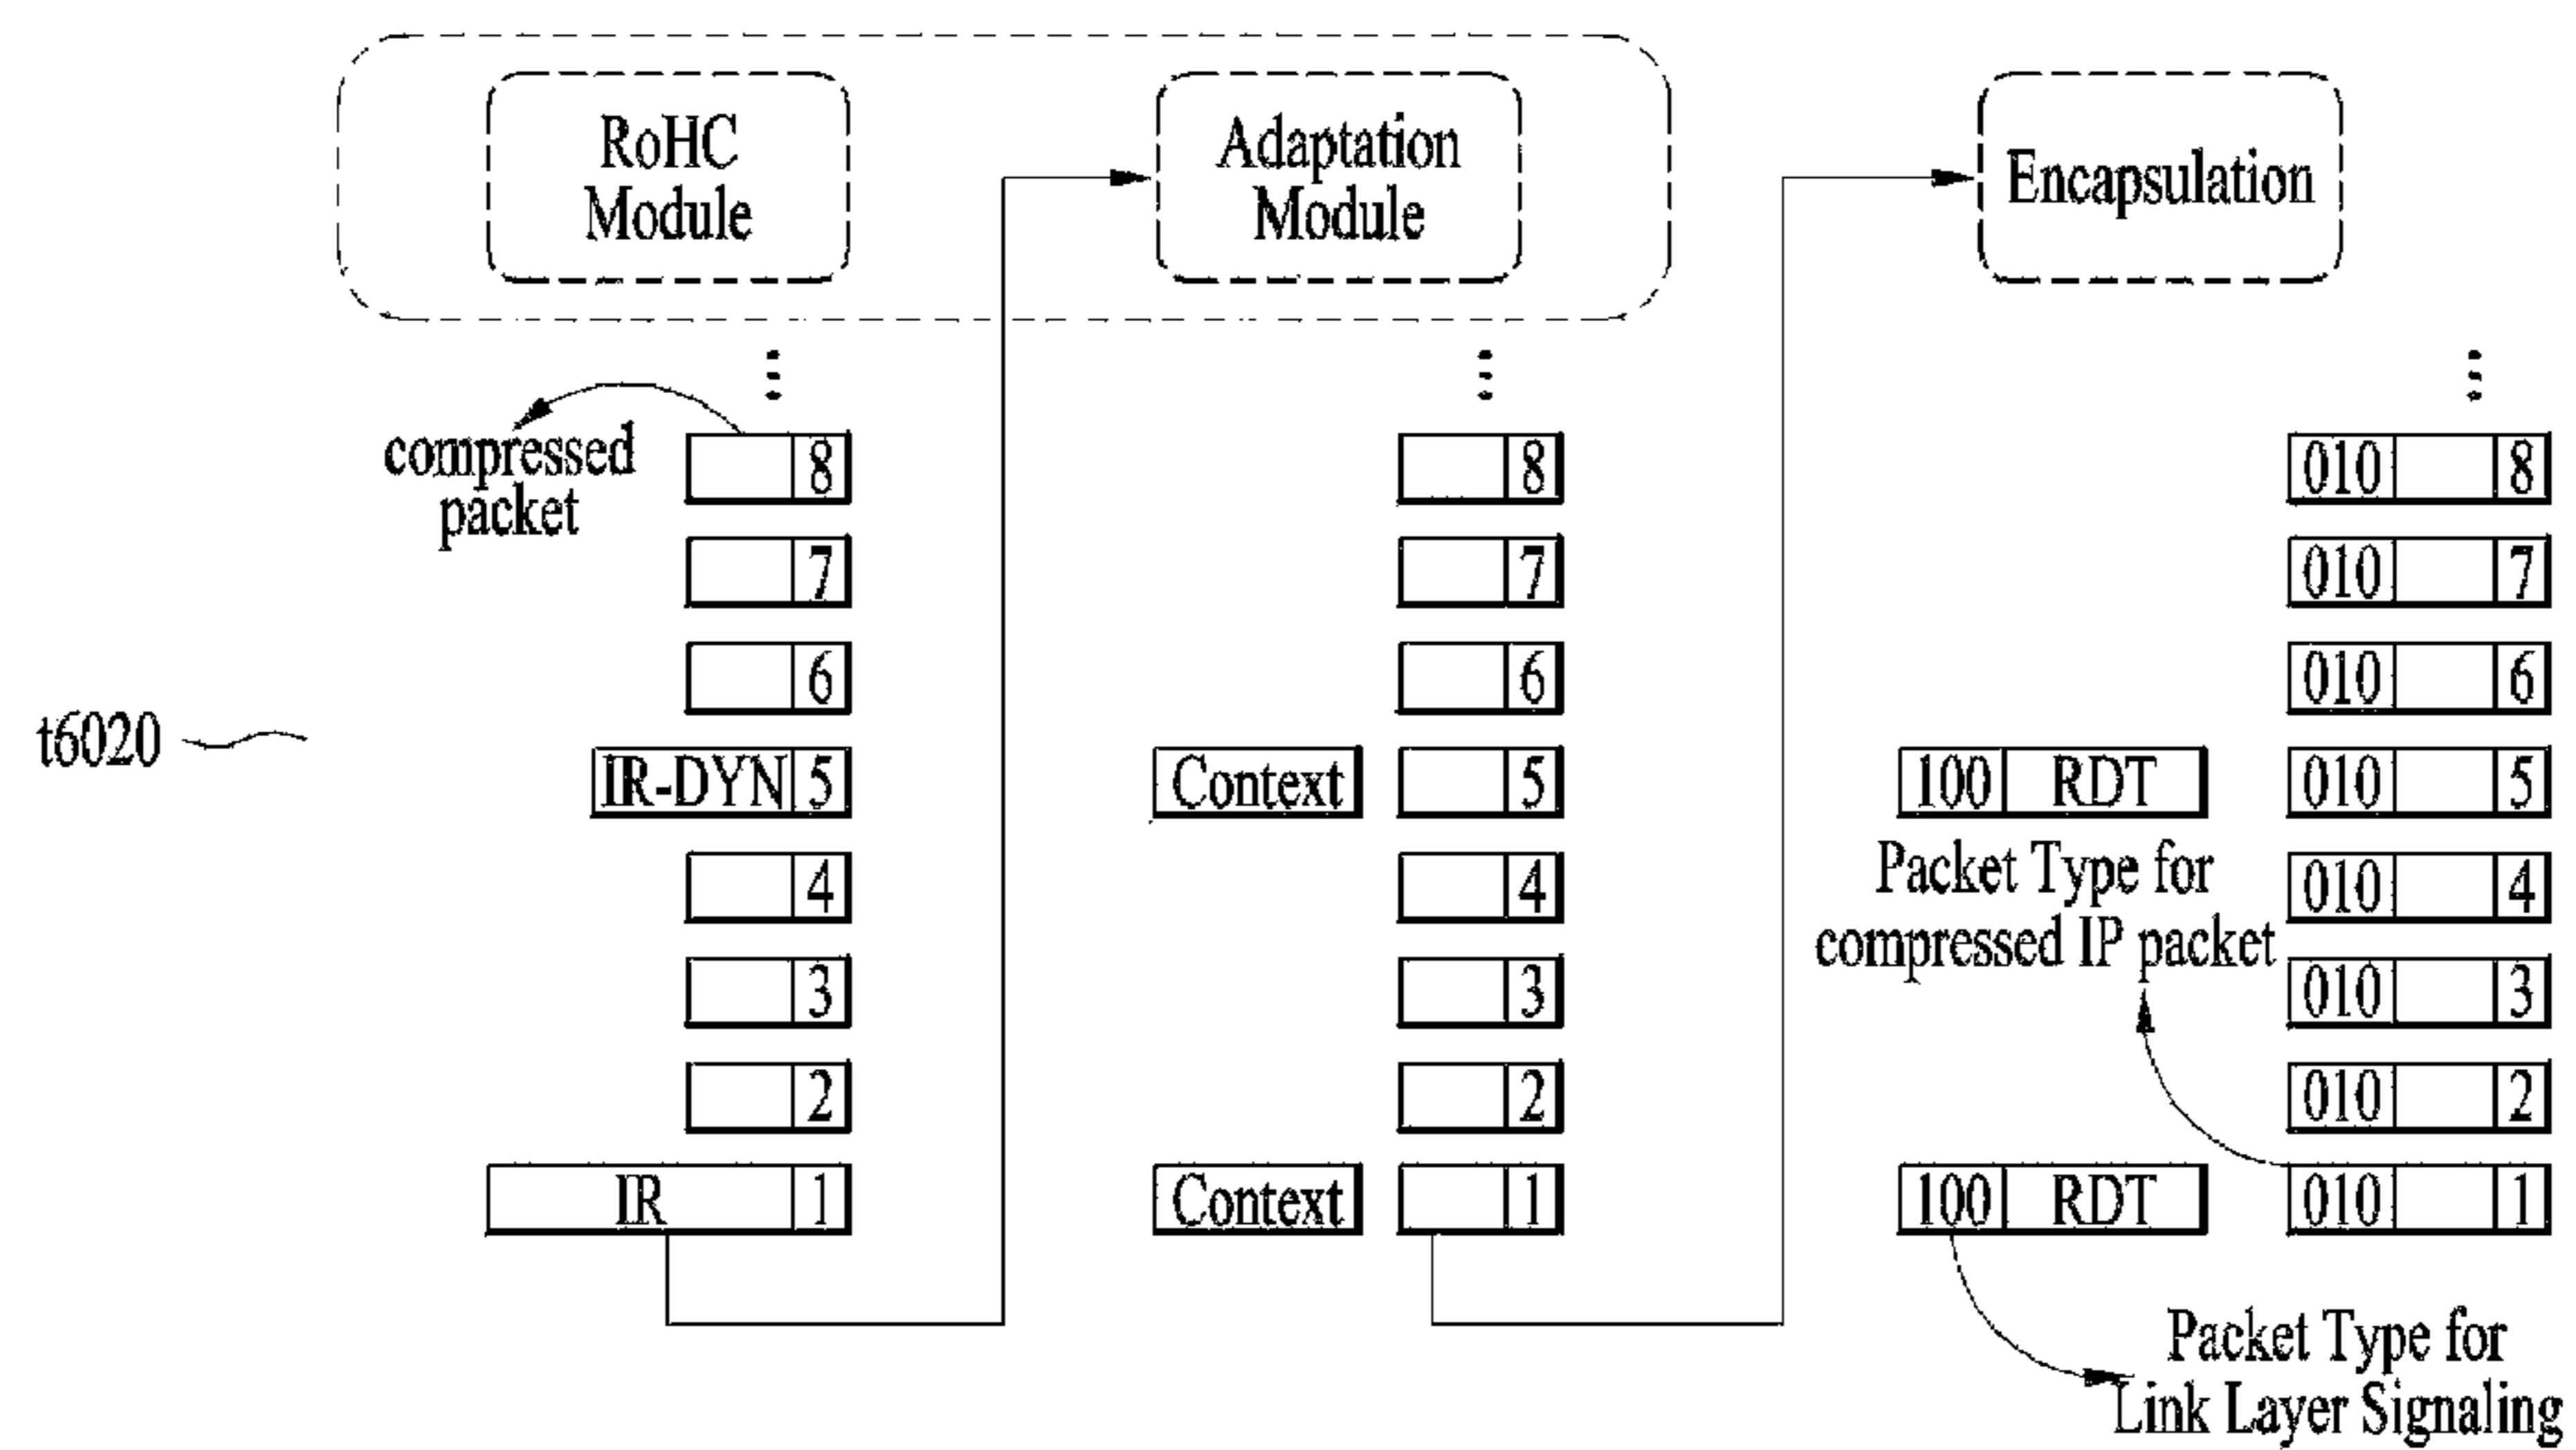 RoHC
Module
Adaptation
Module
Encapsulation
compressed
packet
8
8
010 8
7
7
010 7
6
6
010 6
t6020
IR-DYN 5
Context 5
100 RDT 010 5
4
4
Packet Type for
compressed IP packet
010 4
3
3
010 3
2
2
010 2
IR 1
Context 1
100 RDT 010 1
Packet Type for
Link Layer Signaling